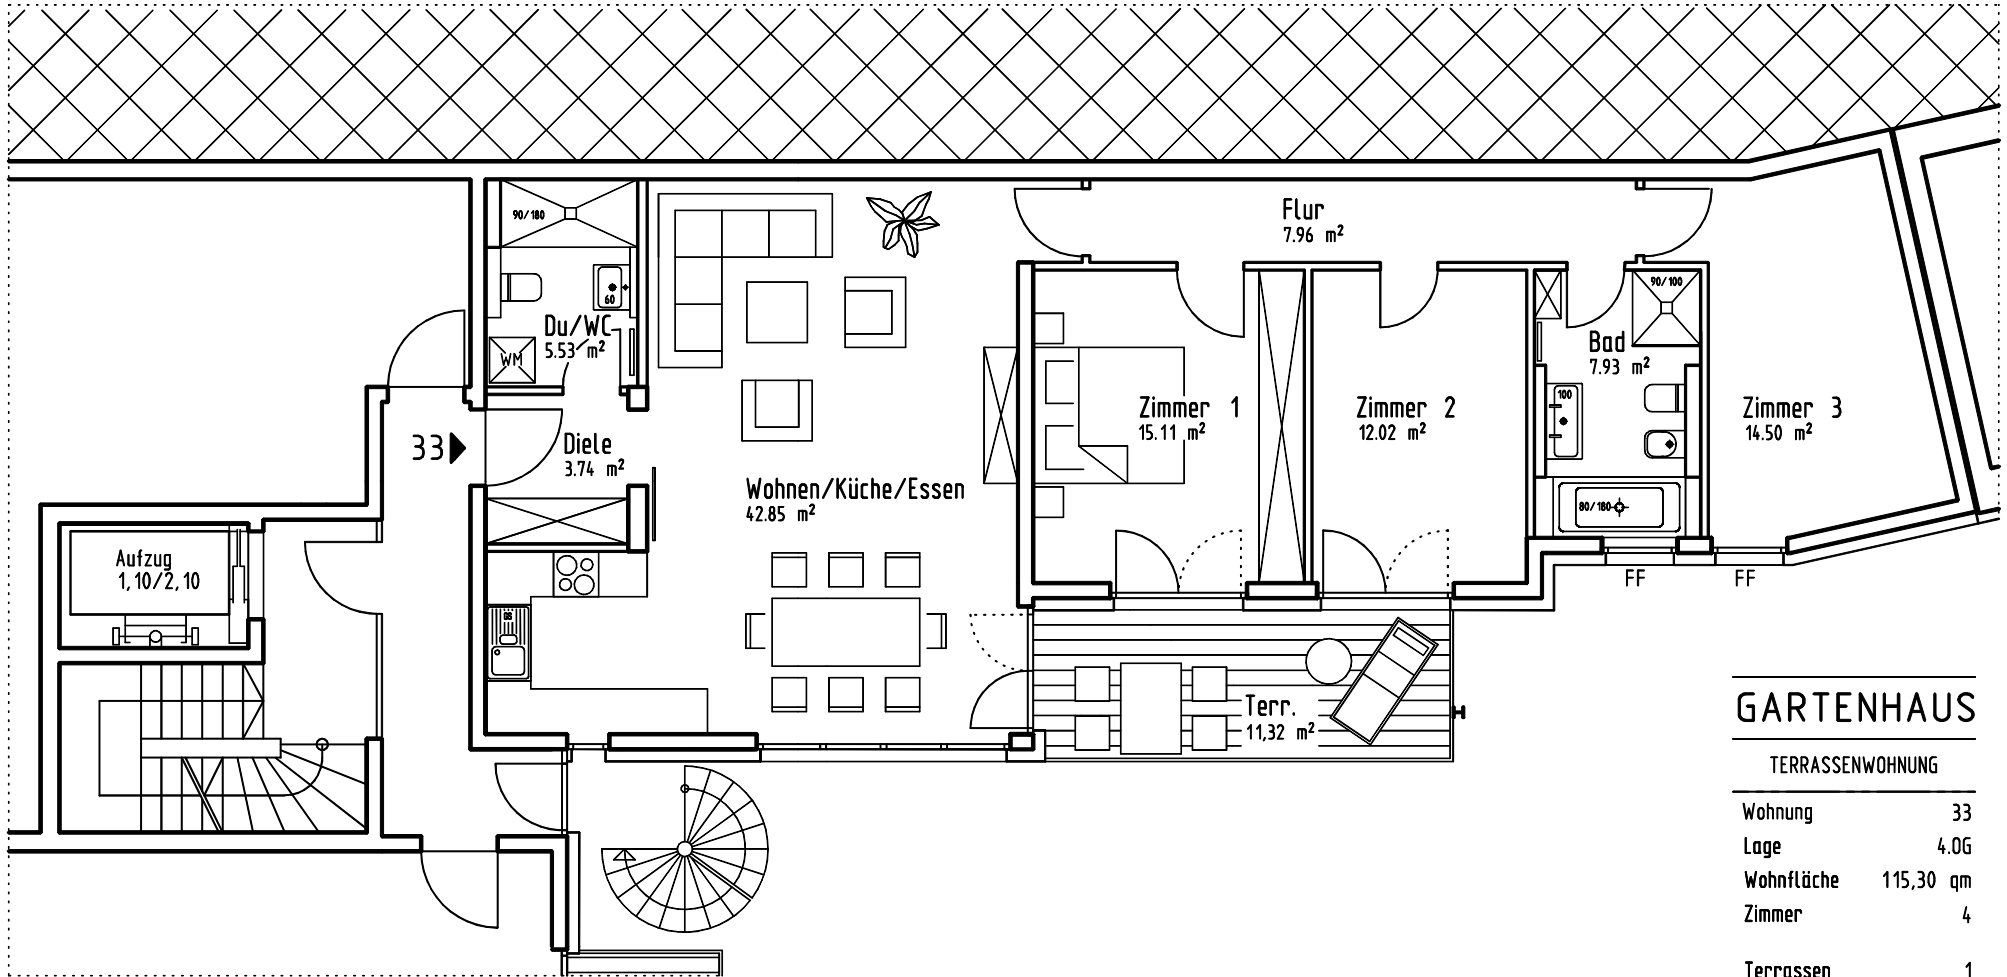 90/180
60
Du/WC
5.53 m²
WM
Flur
7.96 m²
90/100
Bad
7.93 m²
100
80/180
33
Diele
3.74 m²
Wohnen/Küche/Essen
42.85 m²
Zimmer 1
15.11 m²
Zimmer 2
12.02 m²
Zimmer 3
14.50 m²
Aufzug
1,10/2,10
GS
FF
FF
Terr.
11,32 m²
GARTENHAUS
TERRASSENWOHNUNG
Wohnung 33
Lage 4.OG
Wohnfläche 115,30 qm
Zimmer 4
Terrassen 1